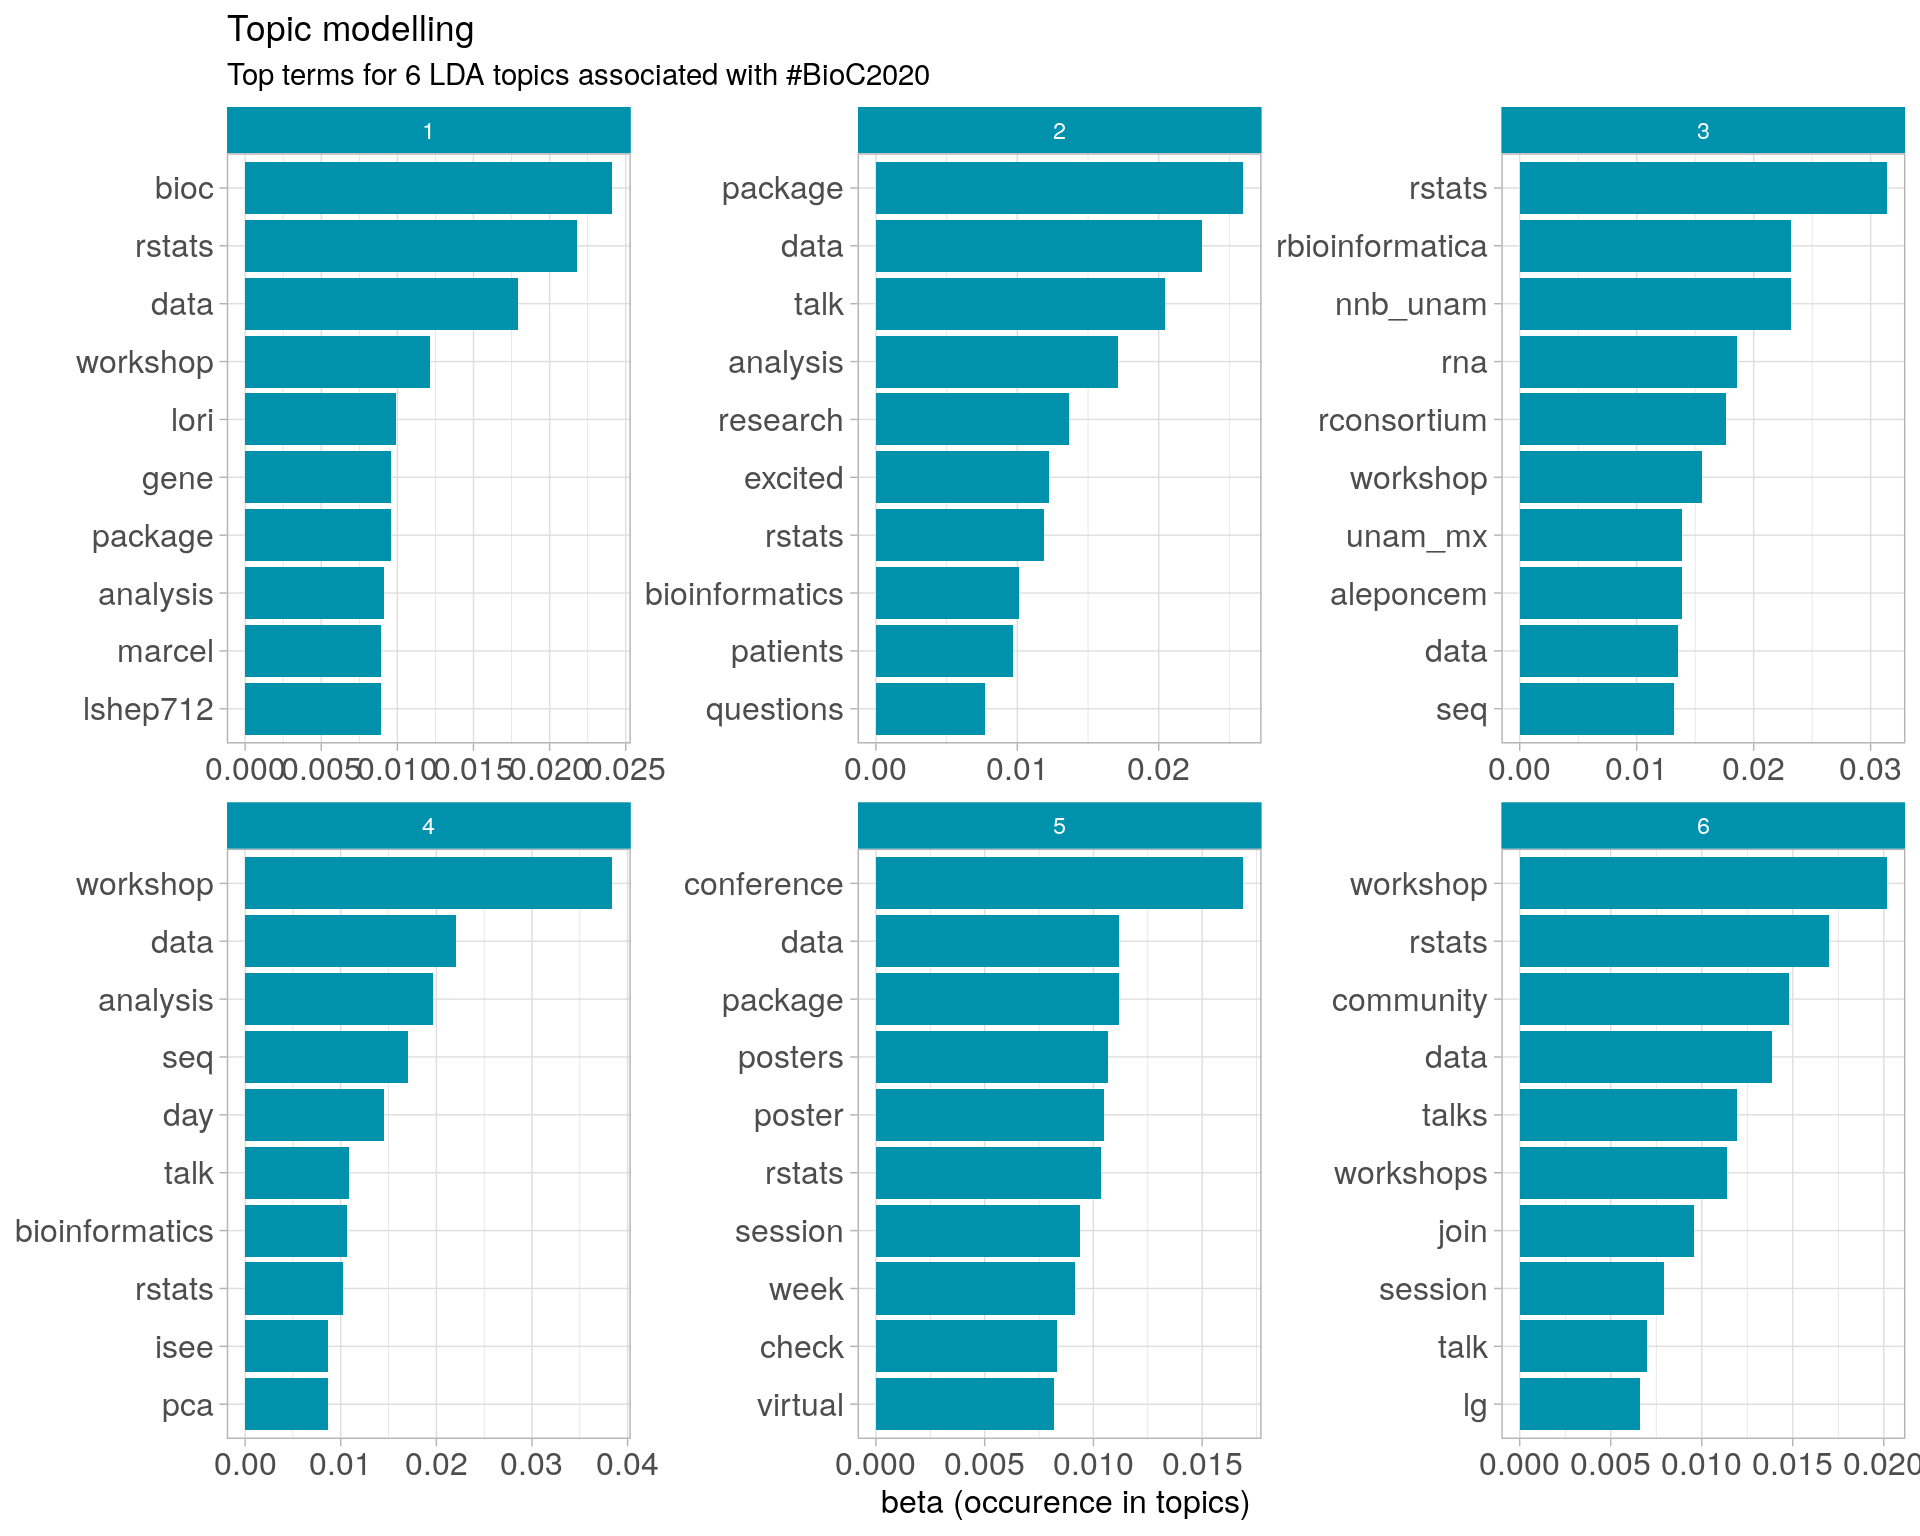 Topic modelling
Top terms for 6 LDA topics associated with #BioC2020
1
bioc
rstats
data
workshop
lori
gene
package
analysis
marcel
lshep712
0.000 0.005 0.010 0.015 0.020 0.025
2
package
data
talk
analysis
research
excited
rstats
bioinformatics
patients
questions
0.00 0.01 0.02
3
rstats
rbioinformatica
nnb_unam
rna
rconsortium
workshop
unam_mx
aleponcem
data
seq
0.00 0.01 0.02 0.03
4
workshop
data
analysis
seq
day
talk
bioinformatics
rstats
isee
pca
0.00 0.01 0.02 0.03 0.04
5
conference
data
package
posters
poster
rstats
session
week
check
virtual
0.000 0.005 0.010 0.015
6
workshop
rstats
community
data
talks
workshops
join
session
talk
lg
0.000 0.005 0.010 0.015 0.020
beta (occurence in topics)